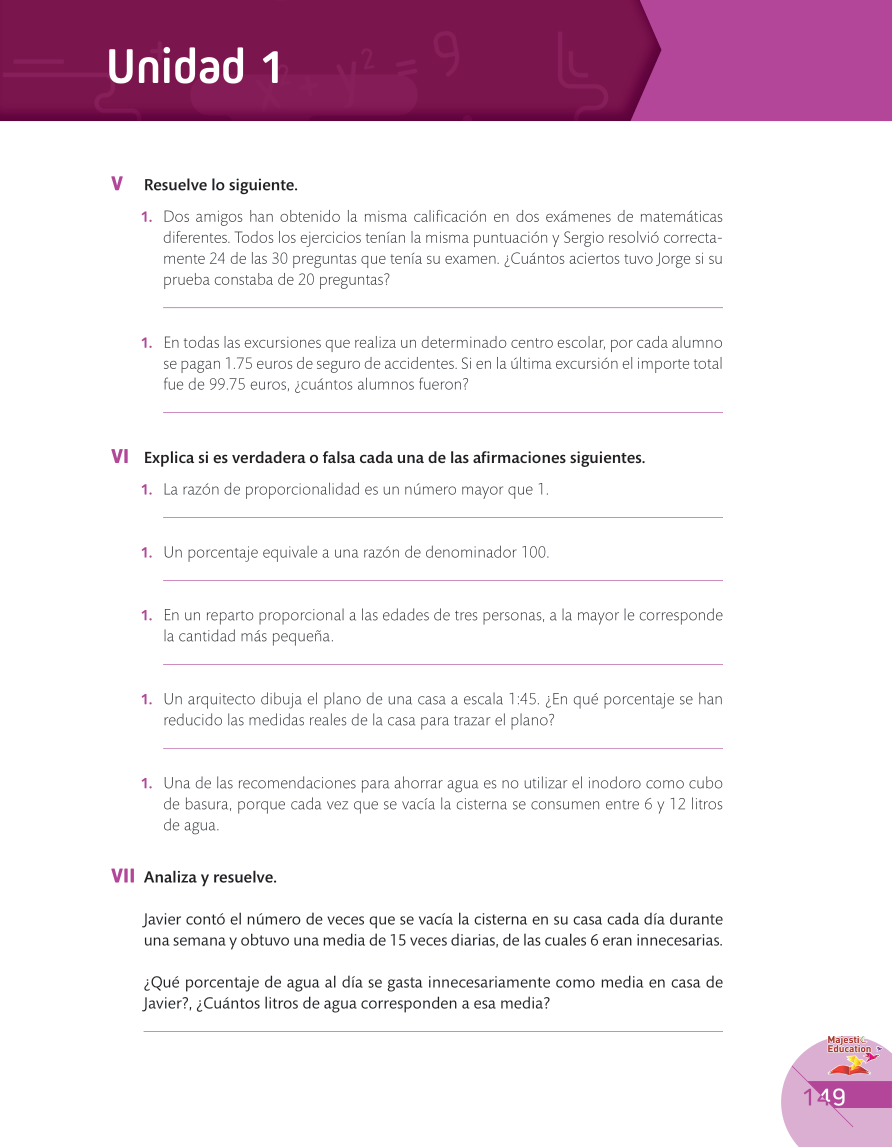 Unidad 1
x² + y² = 9
V Resuelve lo siguiente.
1. Dos amigos han obtenido la misma calificación en dos exámenes de matemáticas
diferentes. Todos los ejercicios tenían la misma puntuación y Sergio resolvió correcta-
mente 24 de las 30 preguntas que tenía su examen. ¿Cuántos aciertos tuvo Jorge si su
prueba constaba de 20 preguntas?
1. En todas las excursiones que realiza un determinado centro escolar, por cada alumno
se pagan 1.75 euros de seguro de accidentes. Si en la última excursión el importe total
fue de 99.75 euros, ¿cuántos alumnos fueron?
VI Explica si es verdadera o falsa cada una de las afirmaciones siguientes.
1. La razón de proporcionalidad es un número mayor que 1.
1. Un porcentaje equivale a una razón de denominador 100.
1. En un reparto proporcional a las edades de tres personas, a la mayor le corresponde
la cantidad más pequeña.
1. Un arquitecto dibuja el plano de una casa a escala 1:45. ¿En qué porcentaje se han
reducido las medidas reales de la casa para trazar el plano?
1. Una de las recomendaciones para ahorrar agua es no utilizar el inodoro como cubo
de basura, porque cada vez que se vacía la cisterna se consumen entre 6 y 12 litros
de agua.
VII Analiza y resuelve.
Javier contó el número de veces que se vacía la cisterna en su casa cada día durante
una semana y obtuvo una media de 15 veces diarias, de las cuales 6 eran innecesarias.
¿Qué porcentaje de agua al día se gasta innecesariamente como media en casa de
Javier?, ¿Cuántos litros de agua corresponden a esa media?
Majestic
Education
149